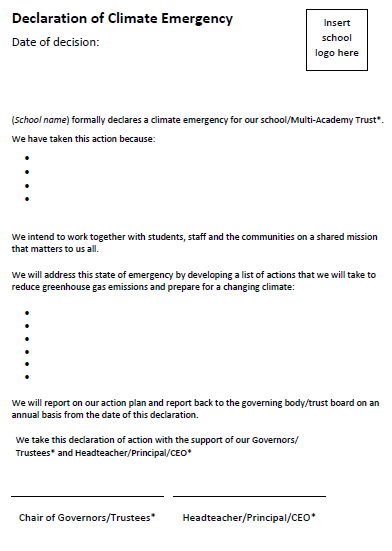 Declaration of Climate Emergency
Insert
school
logo here
Date of decision:
(School name) formally declares a climate emergency for our school/Multi-Academy Trust*.
We have taken this action because:
•
•
•
•
We intend to work together with students, staff and the communities on a shared mission
that matters to us all.
We will address this state of emergency by developing a list of actions that we will take to
reduce greenhouse gas emissions and prepare for a changing climate:
•
•
•
•
•
•
We will report on our action plan and report back to the governing body/trust board on an
annual basis from the date of this declaration.
We take this declaration of action with the support of our Governors/
Trustees* and Headteacher/Principal/CEO*
Chair of Governors/Trustees*
Headteacher/Principal/CEO*